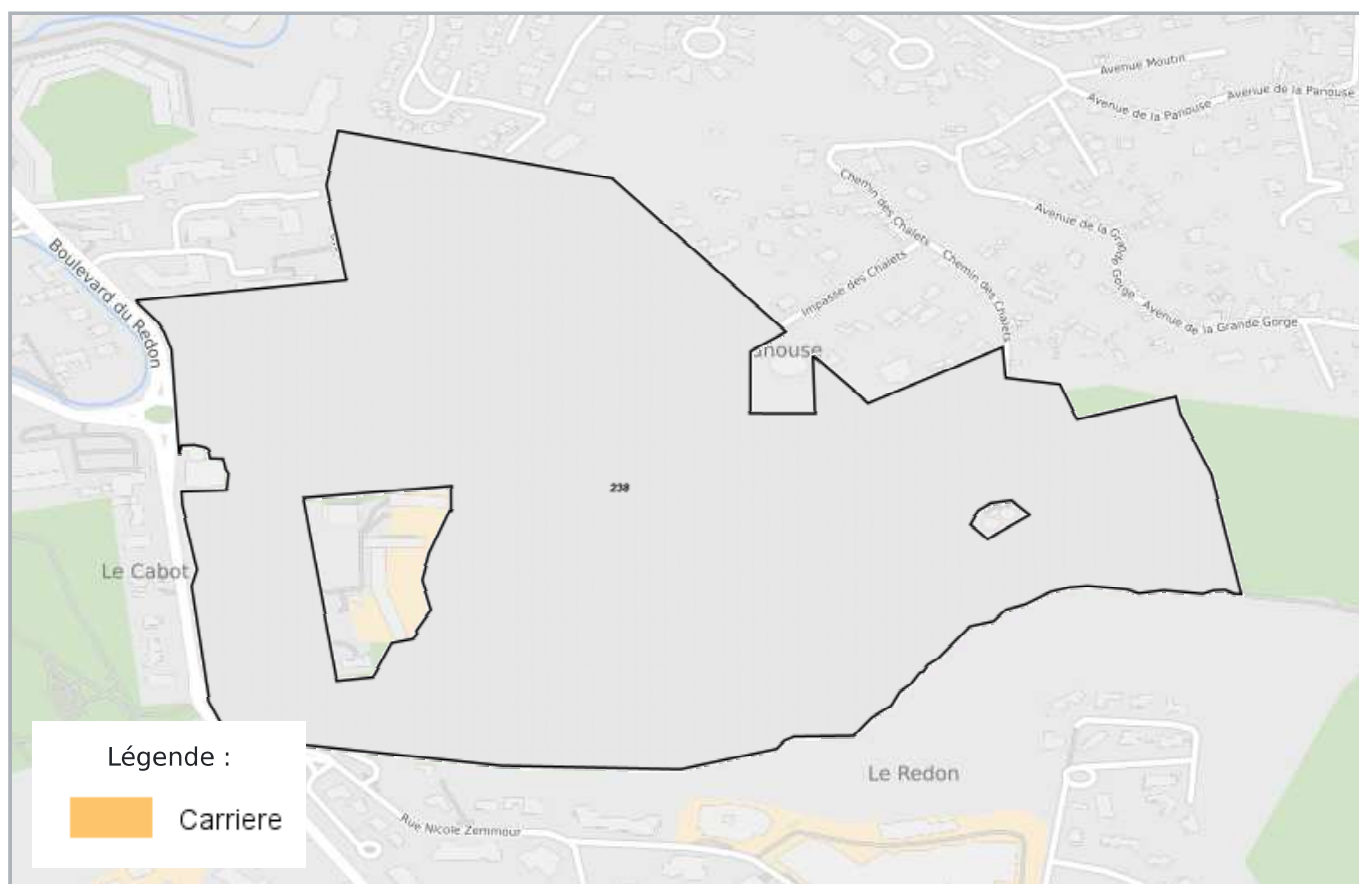 Avenue Moutin
Avenue de la Panouse
Avenue de la Panouse
Chemin des Chalets
Avenue de la Grande Gorge
Impasse des Chalets
Chemin des Chalets
Avenue de la Grande Gorge
Boulevard du Redon
anouse
238
Le Cabot
Légende :
Carriere
Le Redon
Rue Nicole Zemmour